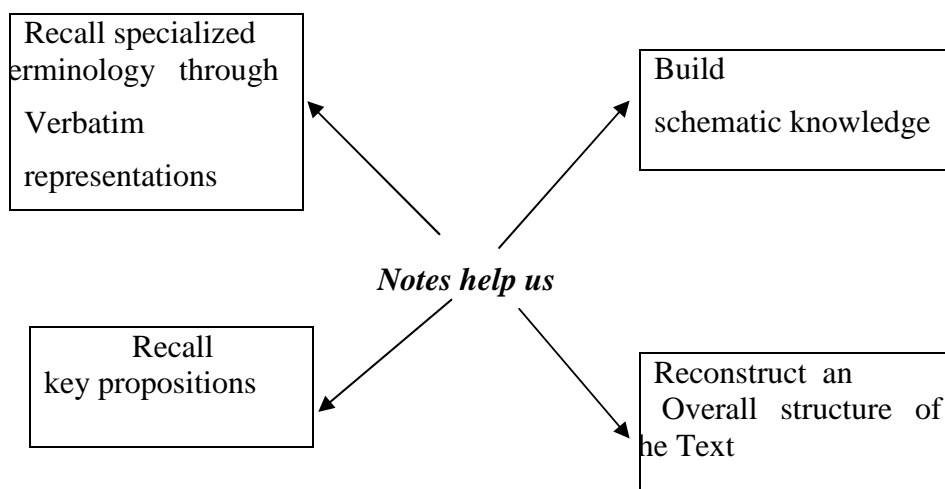 Recall specialized
erminology through
Verbatim
representations
Build
schematic knowledge
Notes help us
Recall
key propositions
Reconstruct an
Overall structure of
he Text